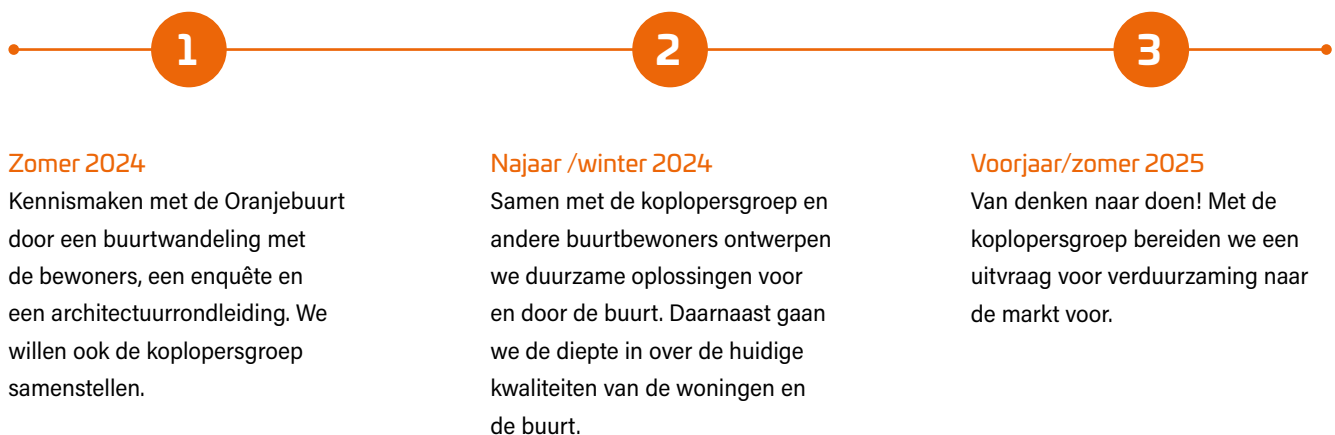 1
2
3
Zomer 2024
Kennismaken met de Oranjebuurt
door een buurtwandeling met
de bewoners, een enquête en
een architectuurrondleiding. We
willen ook de koplopersgroep
samenstellen.
Najaar /winter 2024
Samen met de koplopersgroep en
andere buurtbewoners ontwerpen
we duurzame oplossingen voor
en door de buurt. Daarnaast gaan
we de diepte in over de huidige
kwaliteiten van de woningen en
de buurt.
Voorjaar/zomer 2025
Van denken naar doen! Met de
koplopersgroep bereiden we een
uitvraag voor verduurzaming naar
de markt voor.